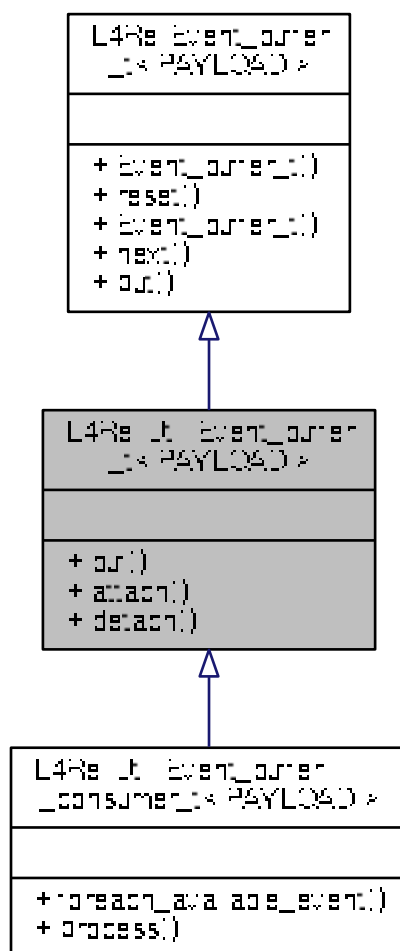 L4Re::Event_buffer
_t< PAYLOAD >
+ Event_buffer_t()
+ reset()
+ Event_buffer_t()
+ next()
+ put()
L4Re::Util::Event_buffer
_t< PAYLOAD >
+ buf()
+ attach()
+ detach()
L4Re::Util::Event_buffer
_consumer_t< PAYLOAD >
+ foreach_available_event()
+ process()